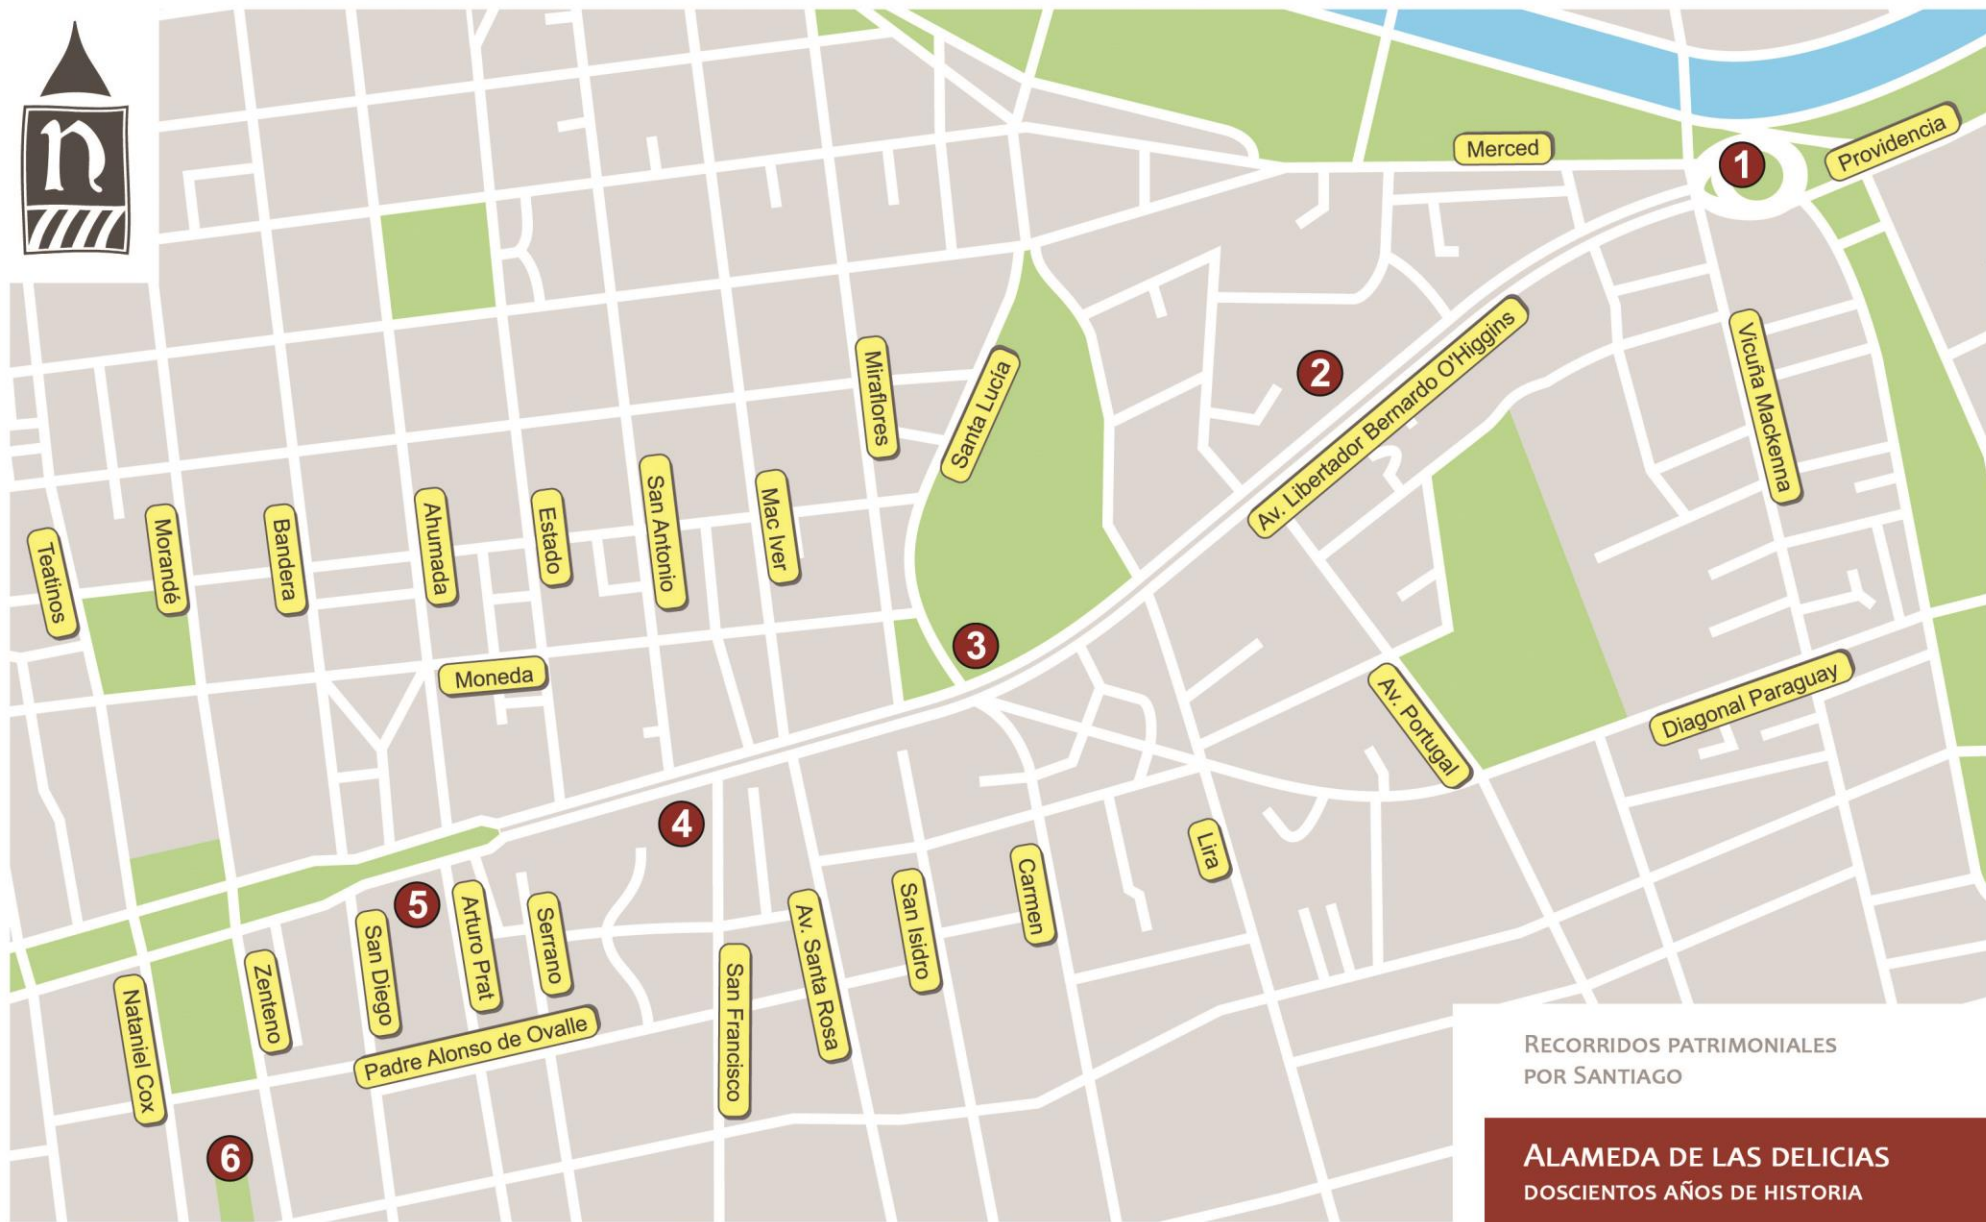 n
Merced
1
Providencia
Miraflores
Santa Lucía
2
Av. Libertador Bernardo O'Higgins
Vicuña Mackenna
Teatinos
Morandé
Bandera
Ahumada
Estado
San Antonio
Mac Iver
Moneda
3
Av. Portugal
Diagonal Paraguay
4
5
San Diego
Arturo Prat
Serrano
San Isidro
Carmen
Lira
Nataniel Cox
Zenteno
Padre Alonso de Ovalle
San Francisco
Av. Santa Rosa
6
RECORRIDOS PATRIMONIALES
POR SANTIAGO
ALAMEDA DE LAS DELICIAS
DOSCIENTOS AÑOS DE HISTORIA